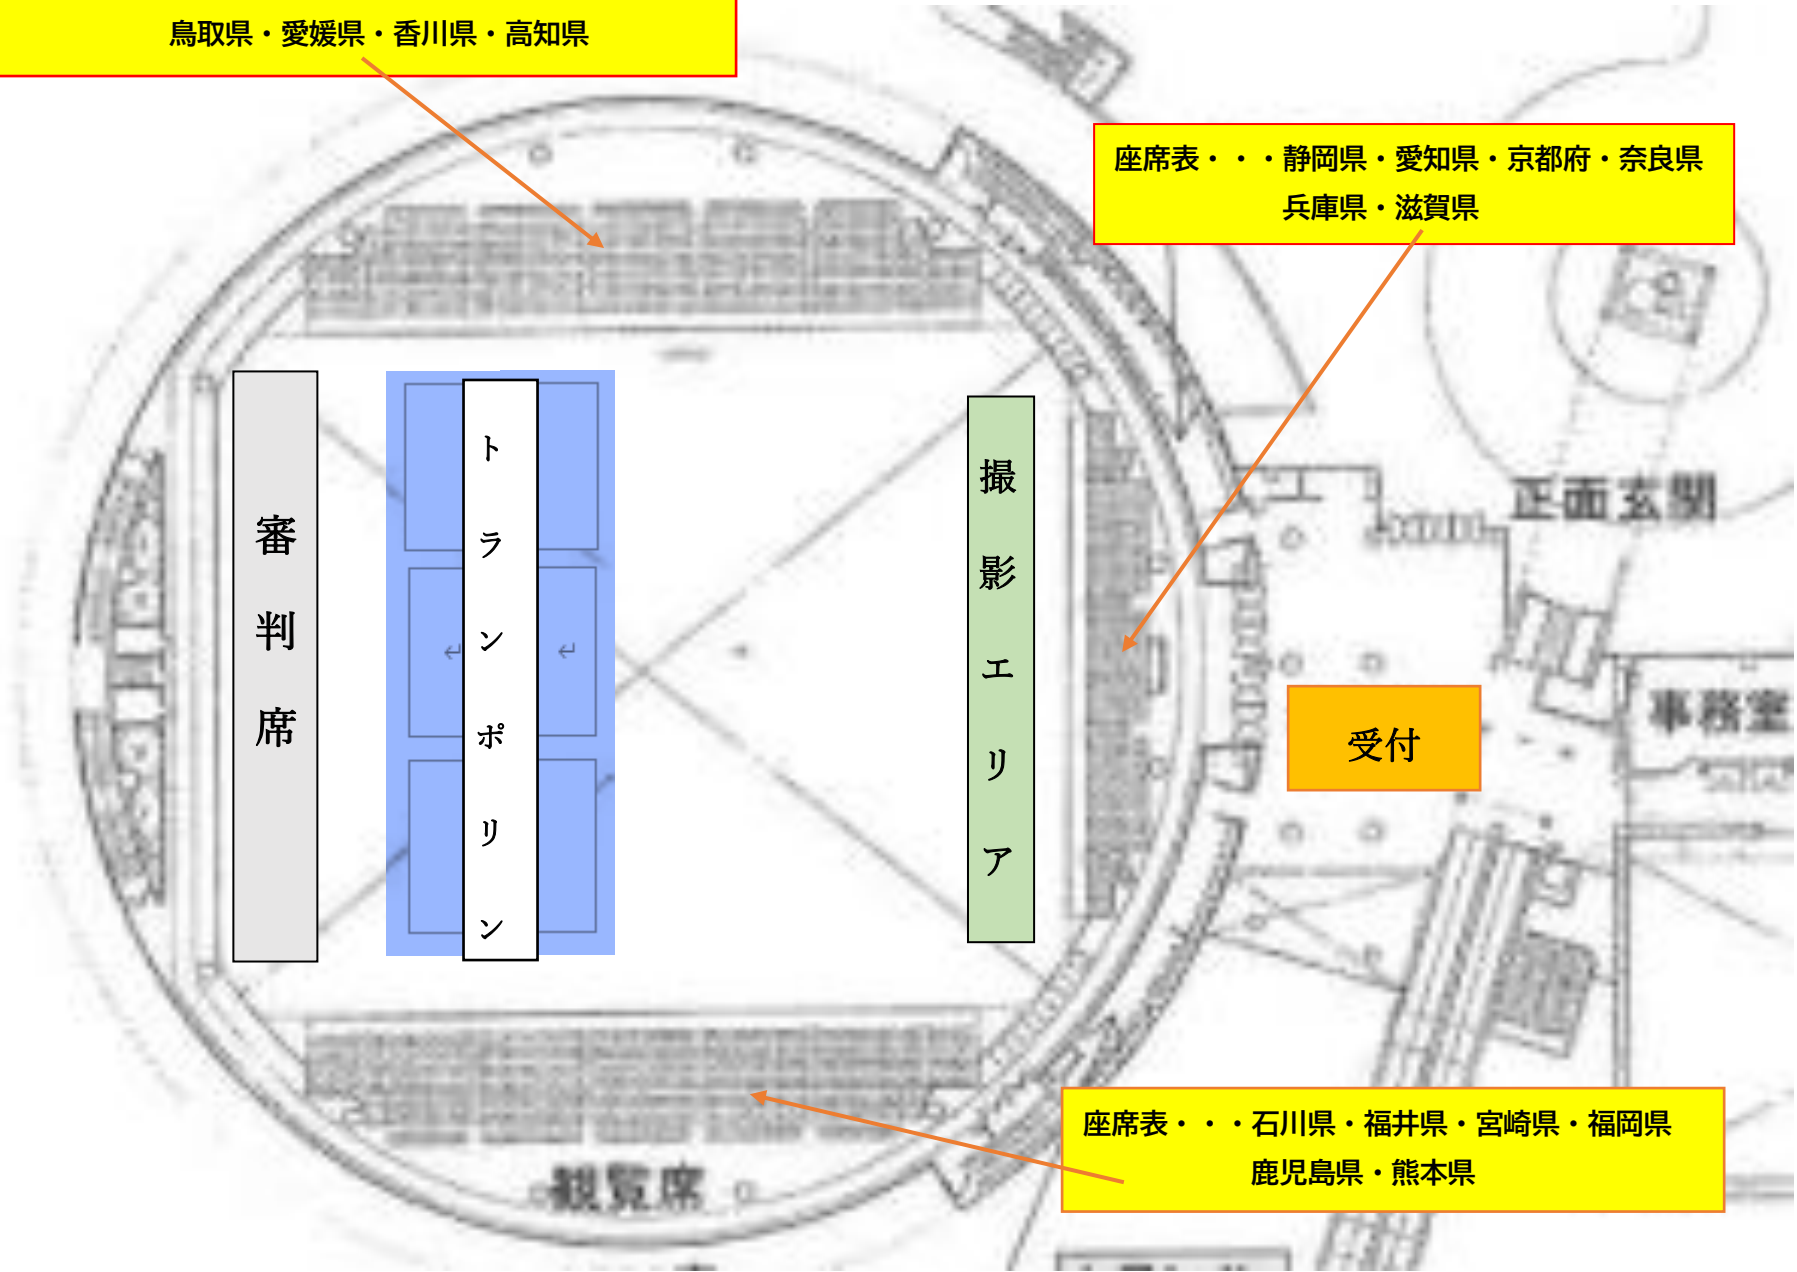 鳥取県・愛媛県・香川県・高知県
座席表・・・静岡県・愛知県・京都府・奈良県
兵庫県・滋賀県
審判席
トランポリン
撮影エリア
正面玄関
事務室
受付
座席表・・・石川県・福井県・宮崎県・福岡県
鹿児島県・熊本県
観覧席